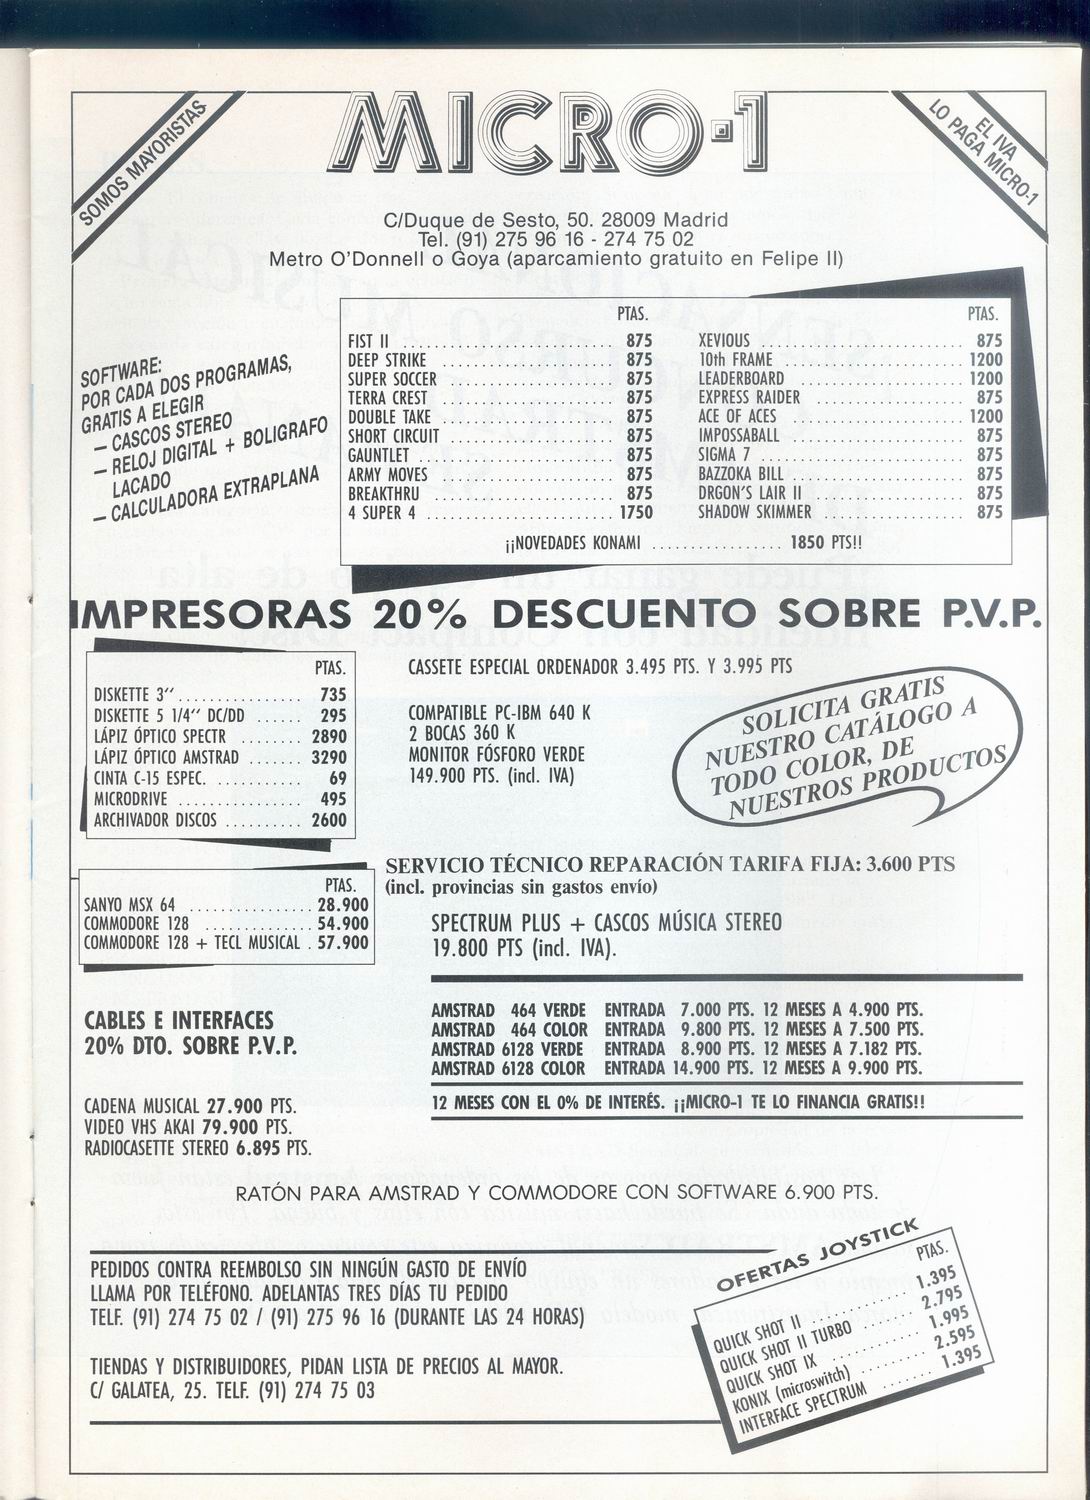 SOMOS MAYORISTAS
MICRO-1
EL IVA
LO PAGA MICRO-1
C/Duque de Sesto, 50. 28009 Madrid
Tel. (91) 275 96 16 - 274 75 02
Metro O'Donnell o Goya (aparcamiento gratuito en Felipe II)
SOFTWARE:
POR CADA DOS PROGRAMAS,
GRATIS A ELEGIR
— CASCOS STEREO
— RELOJ DIGITAL + BOLIGRAFO
LACADO
— CALCULADORA EXTRAPLANA
PTAS.
FIST II ........................ 875
DEEP STRIKE ........................ 875
SUPER SOCCER ........................ 875
TERRA CREST ........................ 875
DOUBLE TAKE ........................ 875
SHORT CIRCUIT ........................ 875
GAUNTLET ........................ 875
ARMY MOVES ........................ 875
BREAKTHRU ........................ 875
4 SUPER 4 ........................ 1750
PTAS.
XEVIOUS ........................ 875
10th FRAME ........................ 1200
LEADERBOARD ........................ 1200
EXPRESS RAIDER ........................ 875
ACE OF ACES ........................ 1200
IMPOSSABALL ........................ 875
SIGMA 7 ........................ 875
BAZZOKA BILL ........................ 875
DRGON'S LAIR II ........................ 875
SHADOW SKIMMER ........................ 875
¡¡NOVEDADES KONAMI ................. 1850 PTS!!
IMPRESORAS 20% DESCUENTO SOBRE P.V.P.
PTAS.
DISKETTE 3´´ ................ 735
DISKETTE 5 1/4´´ DC/DD ...... 295
LÁPIZ ÓPTICO SPECTR ........ 2890
LÁPIZ ÓPTICO AMSTRAD ....... 3290
CINTA C-15 ESPEC. ........... 69
MICRODRIVE ................ 495
ARCHIVADOR DISCOS .......... 2600
CASSETE ESPECIAL ORDENADOR 3.495 PTS. Y 3.995 PTS
COMPATIBLE PC-IBM 640 K
2 BOCAS 360 K
MONITOR FÓSFORO VERDE
149.900 PTS. (incl. IVA)
SOLICITA GRATIS
NUESTRO CATÁLOGO A
TODO COLOR, DE
NUESTROS PRODUCTOS
PTAS.
SANYO MSX 64 ................ 28.900
COMMODORE 128 .............. 54.900
COMMODORE 128 + TECL MUSICAL . 57.900
SERVICIO TÉCNICO REPARACIÓN TARIFA FIJA: 3.600 PTS
(incl. provincias sin gastos envío)
SPECTRUM PLUS + CASCOS MÚSICA STEREO
19.800 PTS (incl. IVA).
CABLES E INTERFACES
20% DTO. SOBRE P.V.P.
AMSTRAD 464 VERDE ENTRADA 7.000 PTS. 12 MESES A 4.900 PTS.
AMSTRAD 464 COLOR ENTRADA 9.800 PTS. 12 MESES A 7.500 PTS.
AMSTRAD 6128 VERDE ENTRADA 8.900 PTS. 12 MESES A 7.182 PTS.
AMSTRAD 6128 COLOR ENTRADA 14.900 PTS. 12 MESES A 9.900 PTS.
12 MESES CON EL 0% DE INTERÉS. ¡¡MICRO-1 TE LO FINANCIA GRATIS!!
CADENA MUSICAL 27.900 PTS.
VIDEO VHS AKAI 79.900 PTS.
RADIOCASETTE STEREO 6.895 PTS.
RATÓN PARA AMSTRAD Y COMMODORE CON SOFTWARE 6.900 PTS.
PEDIDOS CONTRA REEMBOLSO SIN NINGÚN GASTO DE ENVÍO
LLAMA POR TELÉFONO. ADELANTAS TRES DÍAS TU PEDIDO
TELF. (91) 274 75 02 / (91) 275 96 16 (DURANTE LAS 24 HORAS)
TIENDAS Y DISTRIBUIDORES, PIDAN LISTA DE PRECIOS AL MAYOR.
C/ GALATEA, 25. TELF. (91) 274 75 03
OFERTAS JOYSTICK
PTAS.
QUICK SHOT II ............ 1.395
QUICK SHOT II TURBO ...... 2.795
QUICK SHOT IX ............ 1.995
KONIX (microswitch) ........ 2.595
INTERFACE SPECTRUM ....... 1.395